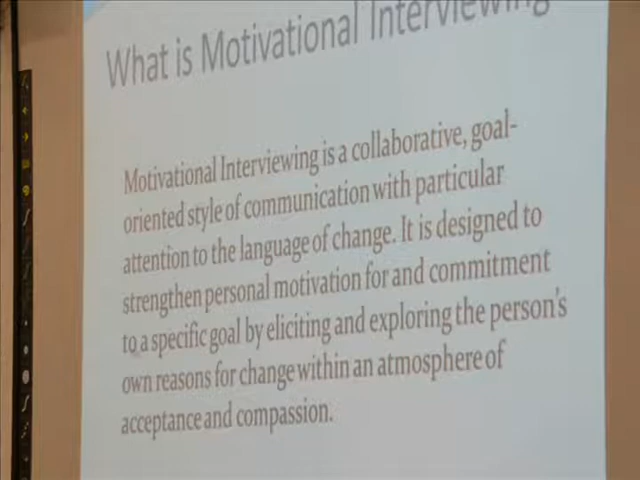 What is Motivational Interviewing
Motivational Interviewing is a collaborative, goal-
oriented style of communication with particular
attention to the language of change. It is designed to
strengthen personal motivation for and commitment
to a specific goal by eliciting and exploring the person's
own reasons for change within an atmosphere of
acceptance and compassion.